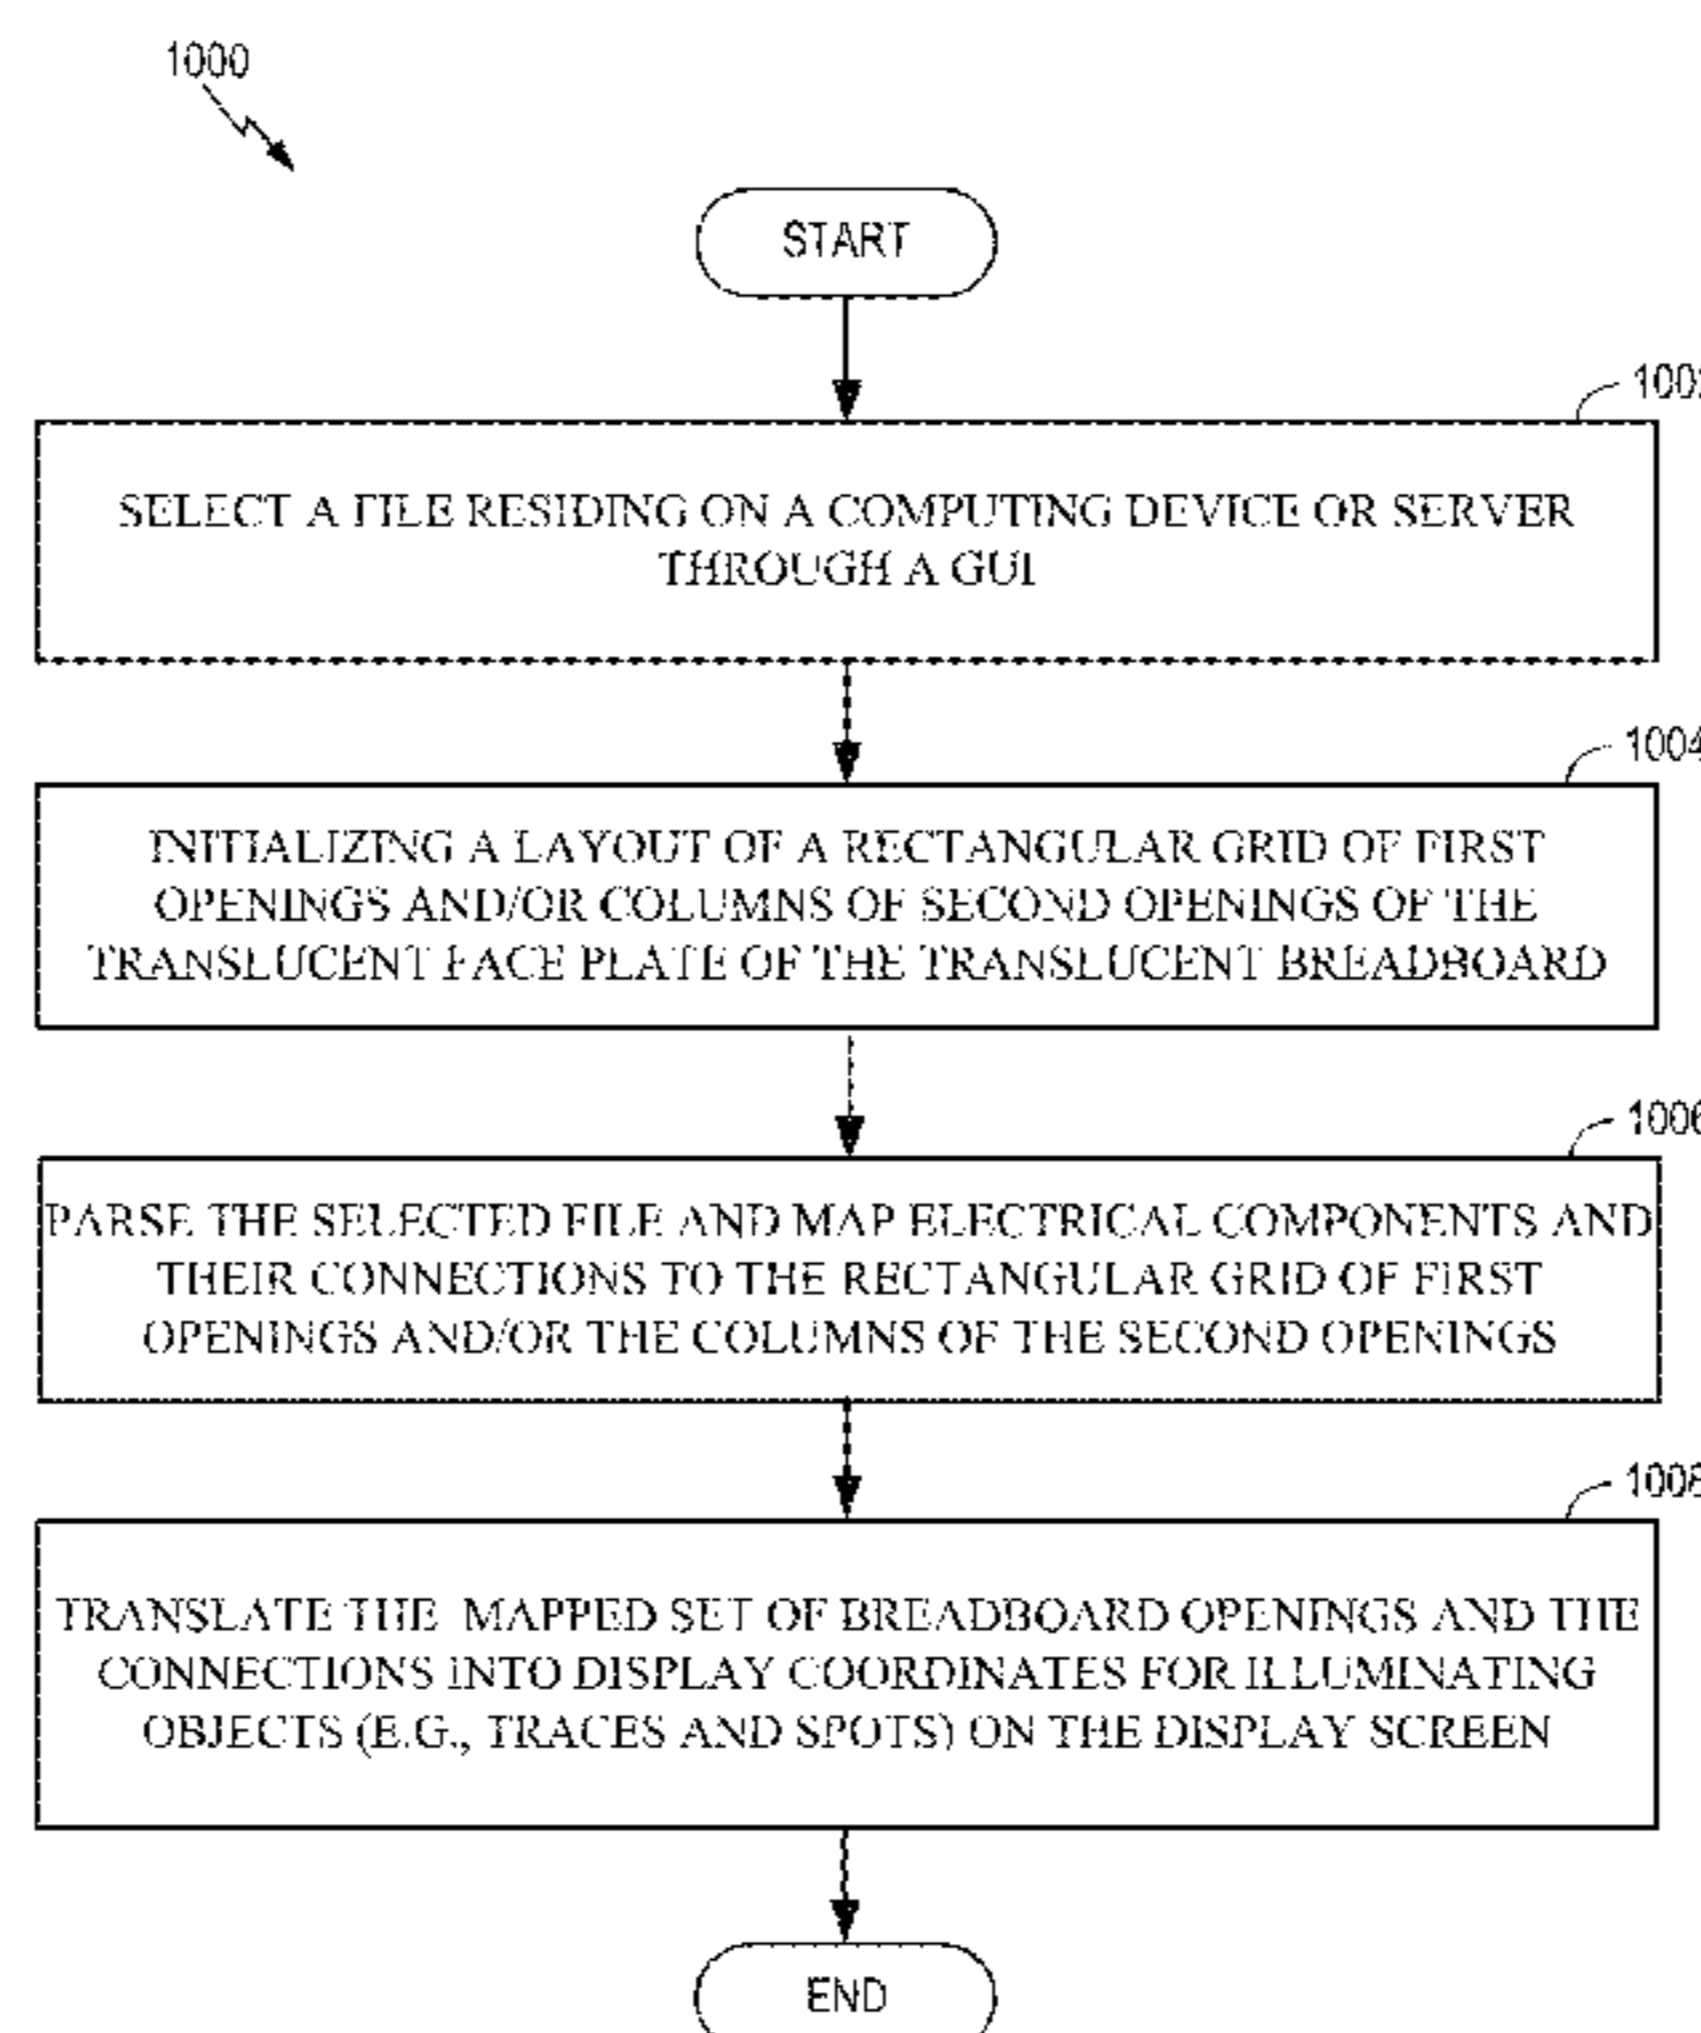 1000
START
1002
SELECT A FILE RESIDING ON A COMPUTING DEVICE OR SERVER
THROUGH A GUI
1004
INITIALIZING A LAYOUT OF A RECTANGULAR GRID OF FIRST
OPENINGS AND/OR COLUMNS OF SECOND OPENINGS OF THE
TRANSLUCENT FACE PLATE OF THE TRANSLUCENT BREADBOARD
1006
PARSE THE SELECTED FILE AND MAP ELECTRICAL COMPONENTS AND
THEIR CONNECTIONS TO THE RECTANGULAR GRID OF FIRST
OPENINGS AND/OR THE COLUMNS OF THE SECOND OPENINGS
1008
TRANSLATE THE MAPPED SET OF BREADBOARD OPENINGS AND THE
CONNECTIONS INTO DISPLAY COORDINATES FOR ILLUMINATING
OBJECTS (E.G., TRACES AND SPOTS) ON THE DISPLAY SCREEN
END